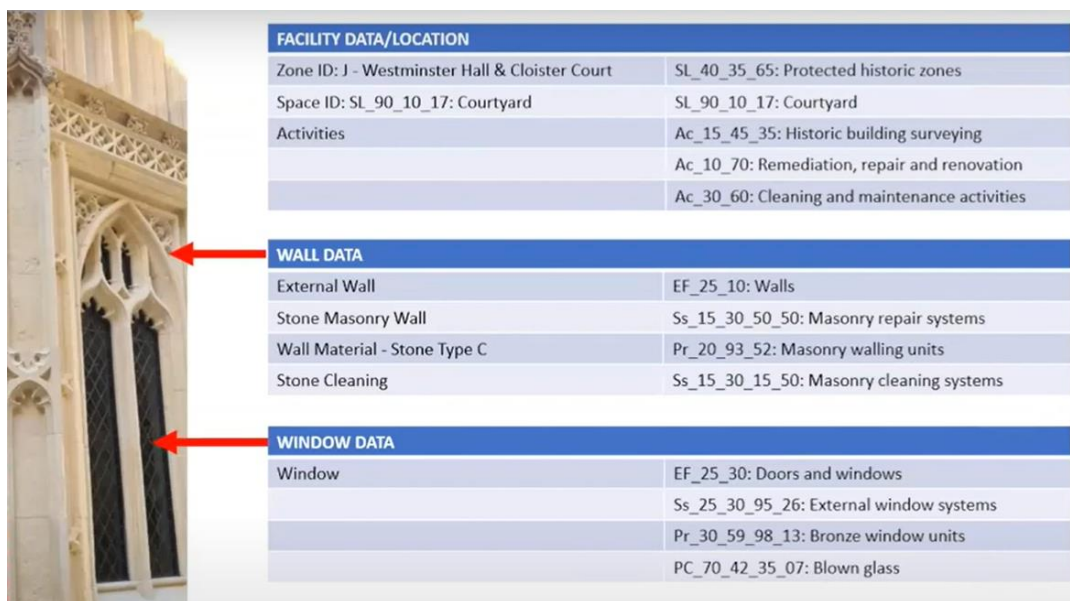 FACILITY DATA/LOCATION
Zone ID: J - Westminster Hall & Cloister Court SL_40_35_65: Protected historic zones
Space ID: SL_90_10_17: Courtyard SL_90_10_17: Courtyard
Activities Ac_15_45_35: Historic building surveying
Ac_10_70: Remediation, repair and renovation
Ac_30_60: Cleaning and maintenance activities
WALL DATA
External Wall EF_25_10: Walls
Stone Masonry Wall Ss_15_30_50_50: Masonry repair systems
Wall Material - Stone Type C Pr_20_93_52: Masonry walling units
Stone Cleaning Ss_15_30_15_50: Masonry cleaning systems
WINDOW DATA
Window EF_25_30: Doors and windows
Ss_25_30_95_26: External window systems
Pr_30_59_98_13: Bronze window units
PC_70_42_35_07: Blown glass